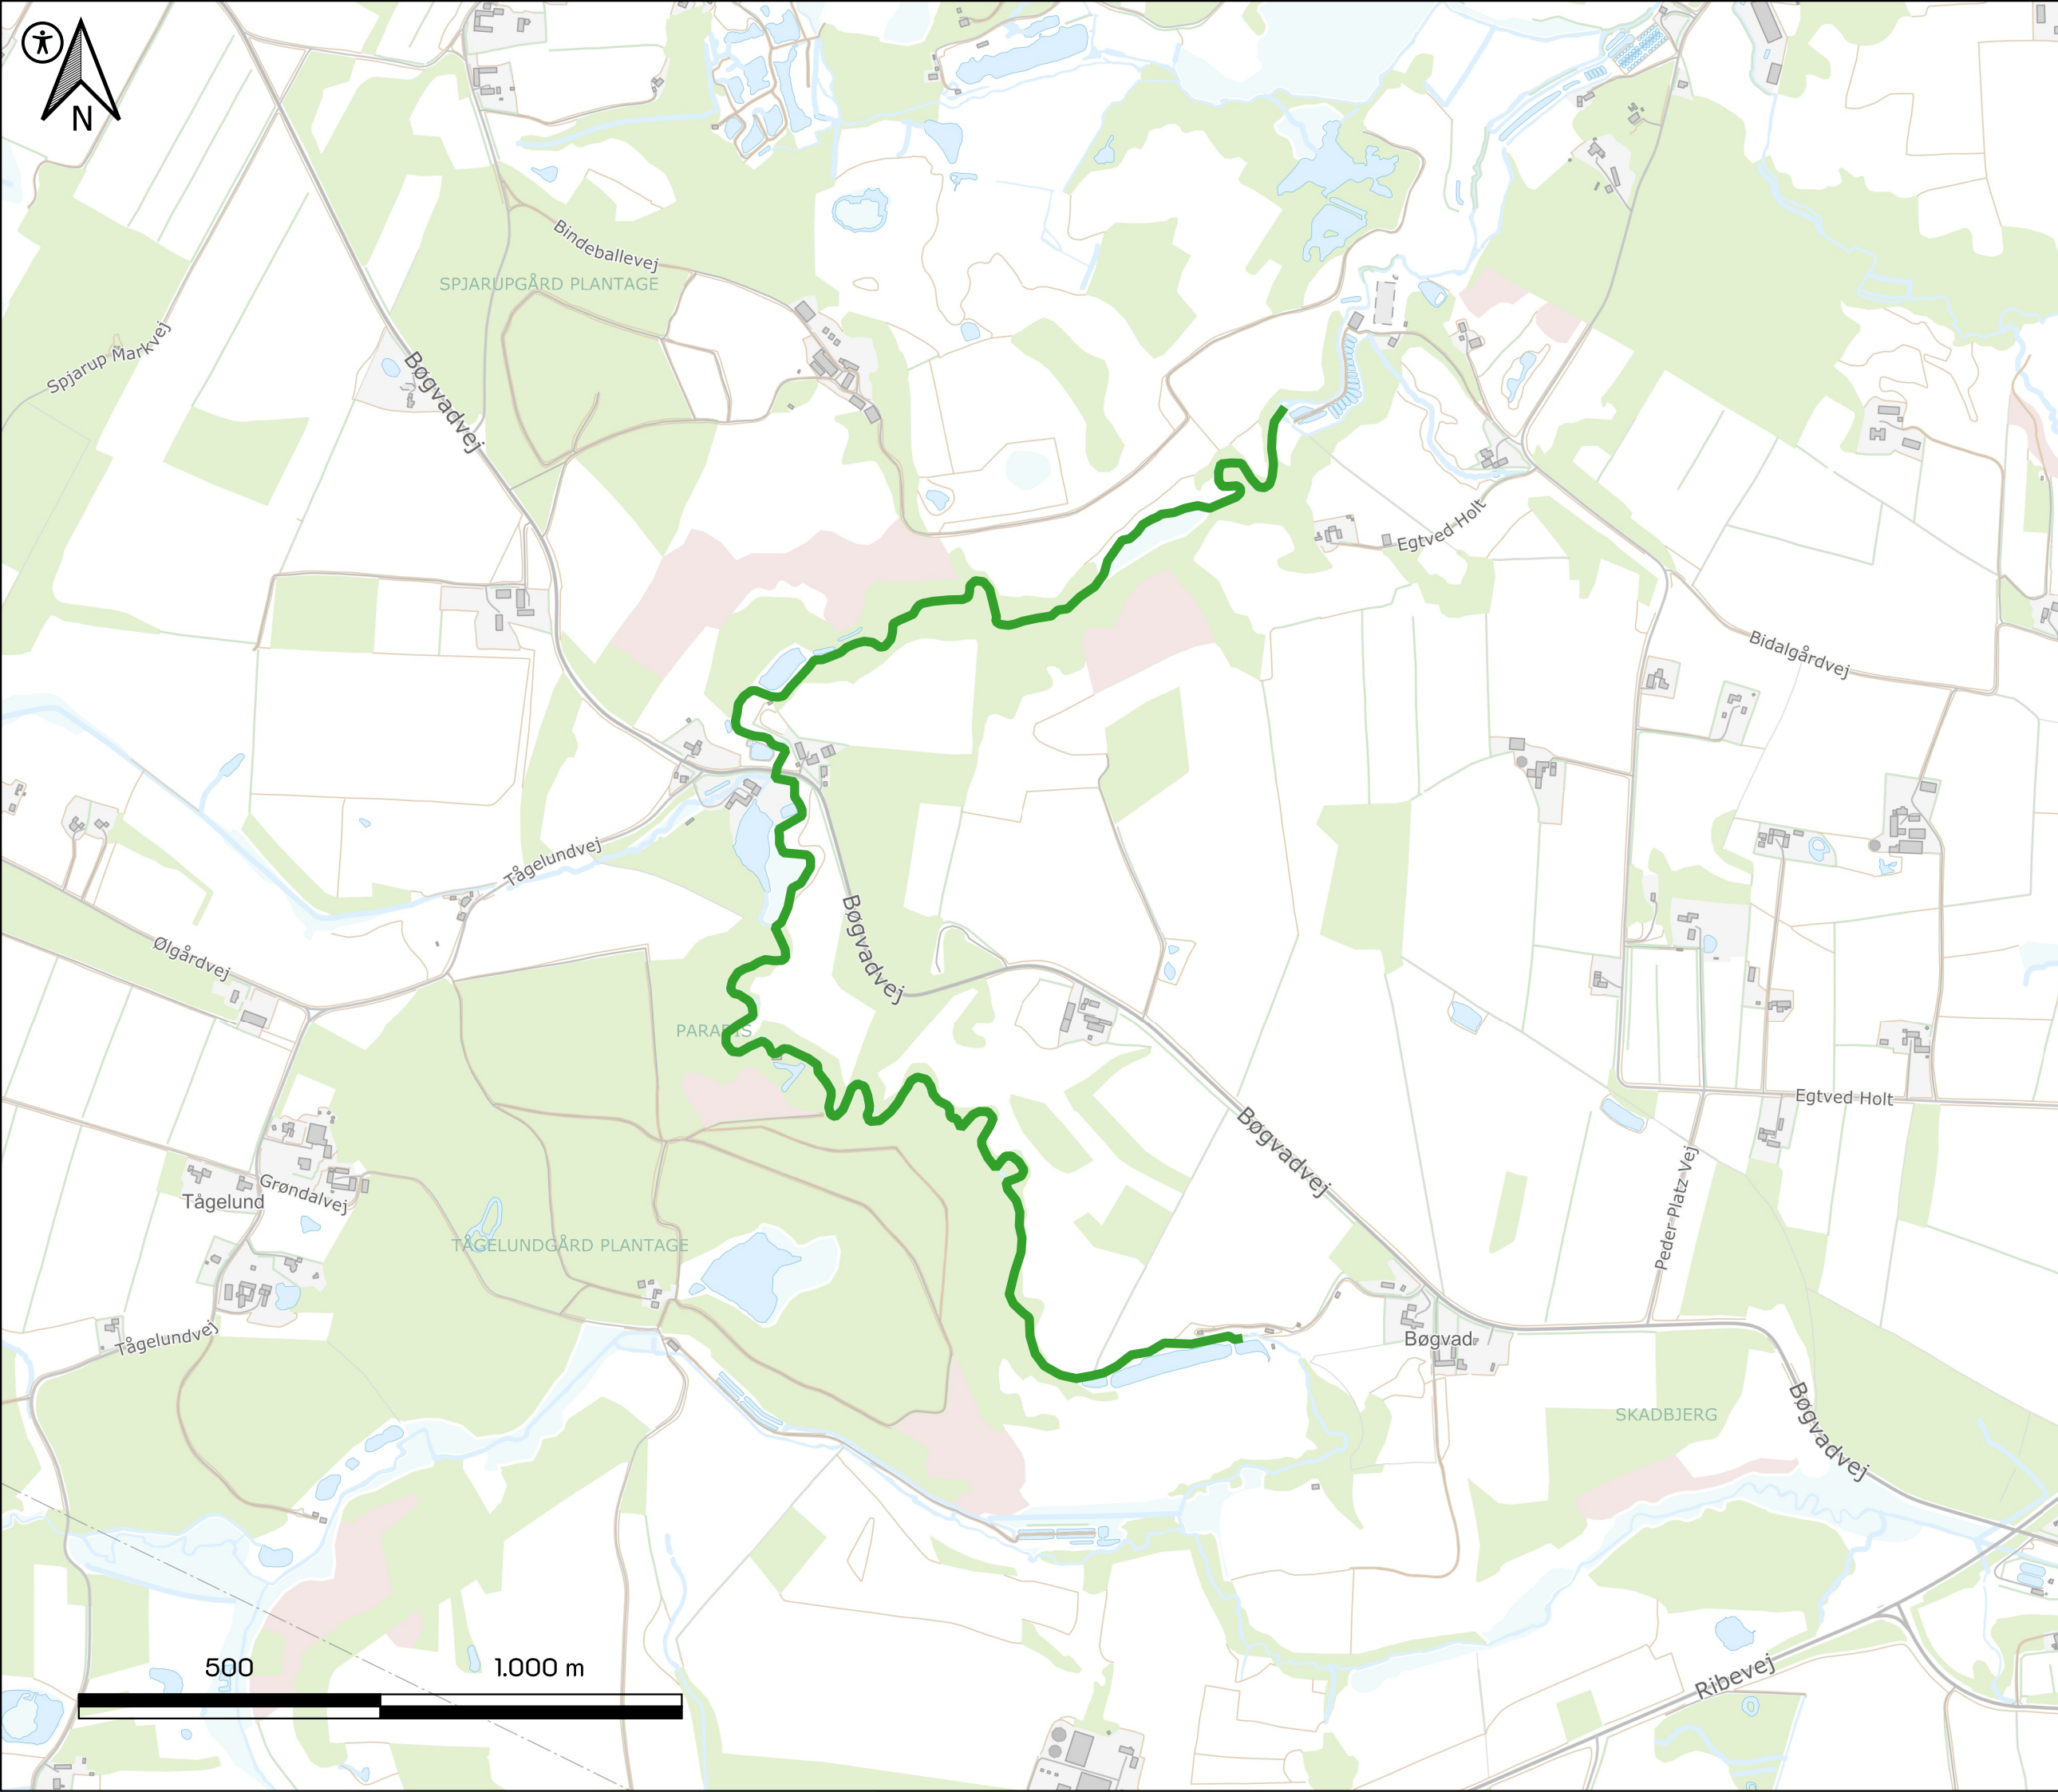 N
Bindeballevej
SPJARUPGÅRD PLANTAGE
Spjarup Markvej
Bøgvadvej
Egtved Holt
Bidalgårdvej
Tågelundvej
Bøgvadvej
Ølgårdvej
PARADIS
Egtved Holt
Bøgvadvej
Peder Platz Vej
Grøndalvej
Tågelund
TÅGELUNDGÅRD PLANTAGE
Tågelundvej
Bøgvad
SKADBJERG
Bøgvadvej
Ribevej
500 1.000 m